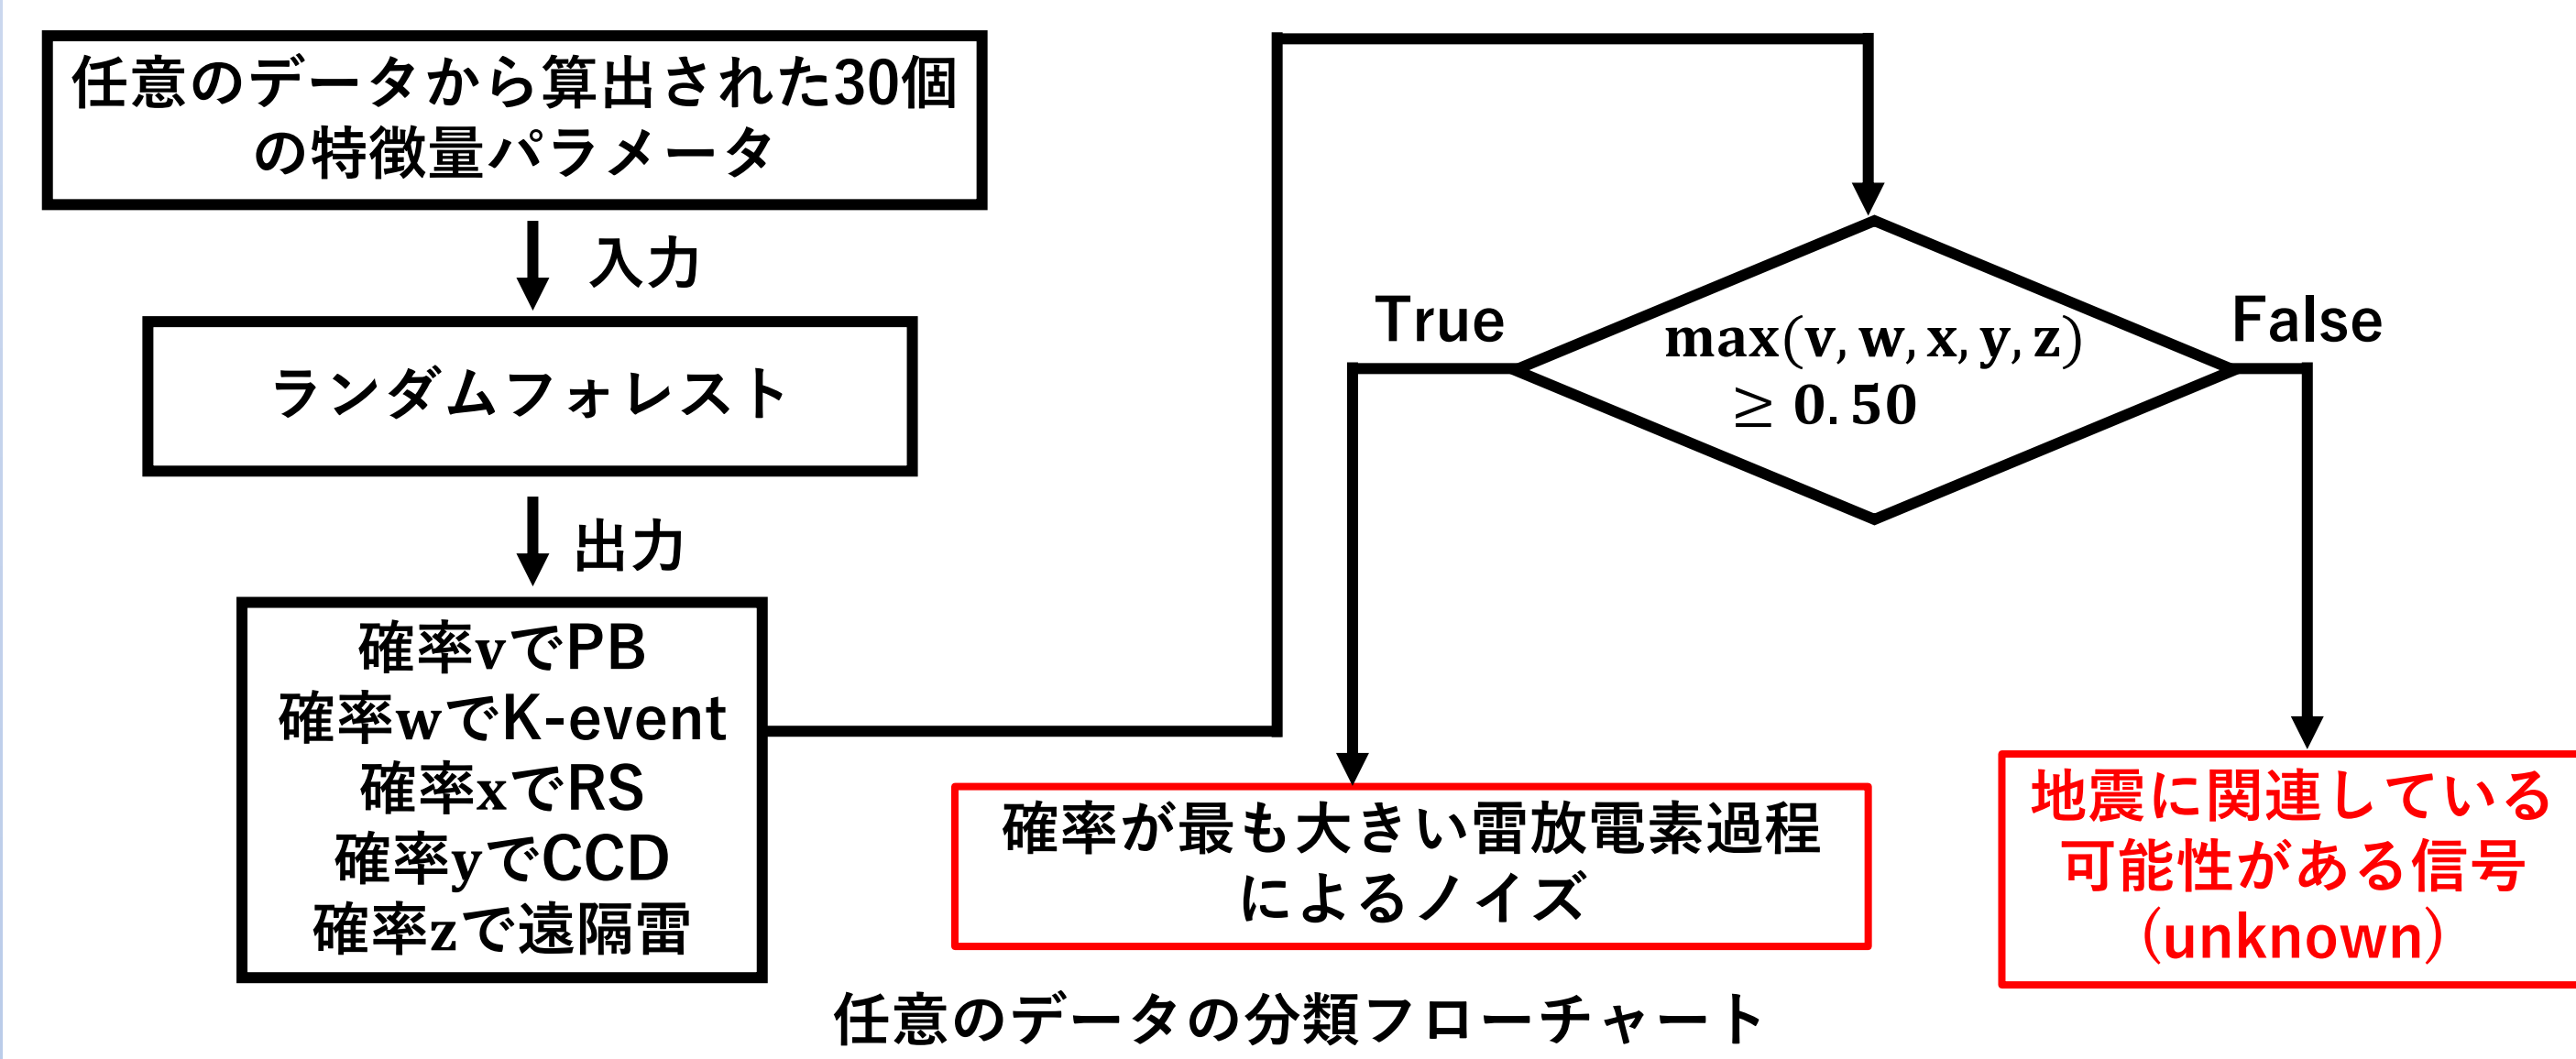 任意のデータから算出された30個
の特徴量パラメータ
入力
ランダムフォレスト
出力
確率vでPB
確率wでK-event
確率xでRS
確率yでCCD
確率zで遠隔雷
max(v, w, x, y, z)
≥ 0.50
True
False
確率が最も大きい雷放電素過程
によるノイズ
地震に関連している
可能性がある信号
(unknown)
任意のデータの分類フローチャート